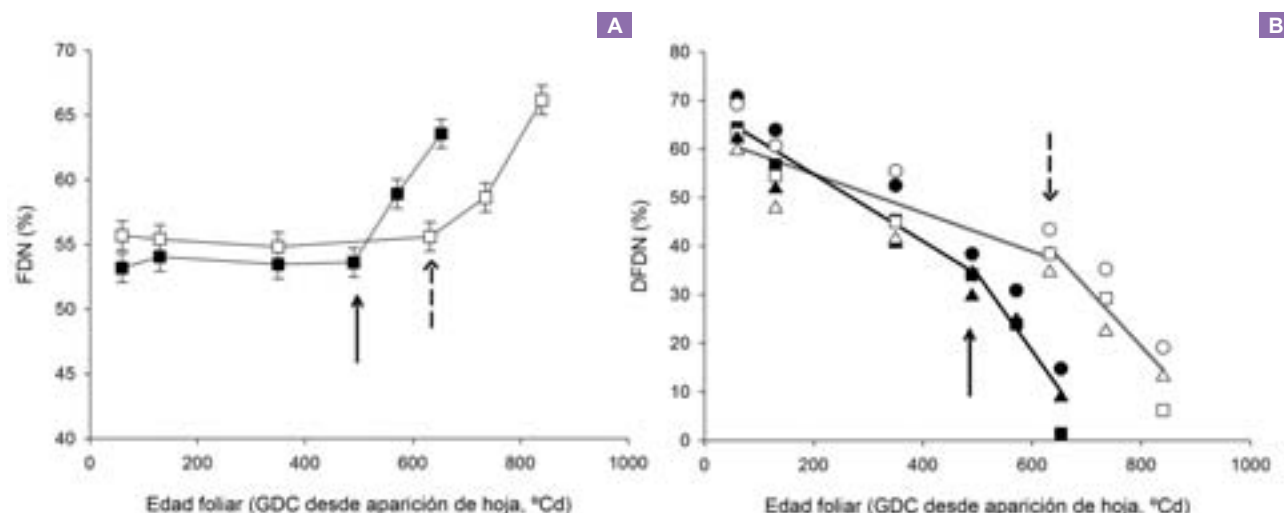 A
70
65
60
55
50
45
40
FDN (%)
0 200 400 600 800 1000
Edad foliar (GDC desde aparición de hoja, ºCd)
B
80
70
60
50
40
30
20
10
0
DFDN (%)
0 200 400 600 800 1000
Edad foliar (GDC desde aparición de hoja, ºCd)